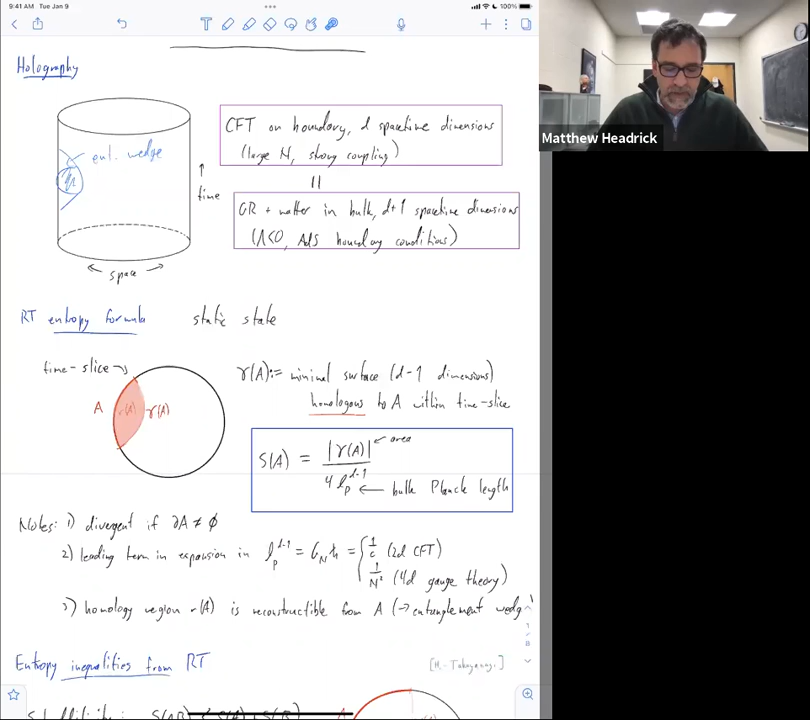 9:41 AM Tue Jan 9
100%
Matthew Headrick
Holography
ent. wedge
time
space
CFT on boundary, d spacetime dimensions
(large N, strong coupling)
=
GR + matter in bulk, d+1 spacetime dimensions
(Λ<0, AdS boundary conditions)
RT entropy formula static state
time-slice →
A r(A) γ(A)
γ(A):= minimal surface (d-1 dimensions)
homologous to A within time-slice
S(A) = |γ(A)| / 4 l_p^{d-1}
← area
← bulk Planck length
Notes: 1) divergent if ∂A ≠ ∅
2) leading term in expansion in l_p^{d-1} = G_N ħ = { 1/c (2d CFT)
1/N² (4d gauge theory)
3) homology region r(A) is reconstructible from A (→ entanglement wedg
Entropy inequalities from RT
[H-Takayanagi]
S(AB) ≤ S(A) + S(B)
A